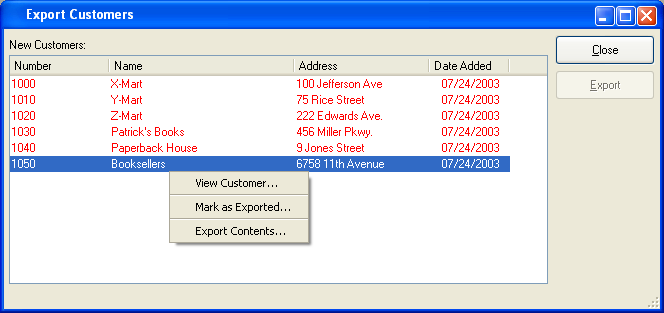 Export Customers
New Customers:
Close
Number Name Address Date Added
Export
1000 X-Mart 100 Jefferson Ave 07/24/2003
1010 Y-Mart 75 Rice Street 07/24/2003
1020 Z-Mart 222 Edwards Ave. 07/24/2003
1030 Patrick's Books 456 Miller Pkwy. 07/24/2003
1040 Paperback House 9 Jones Street 07/24/2003
1050 Booksellers 6758 11th Avenue 07/24/2003
View Customer...
Mark as Exported...
Export Contents...